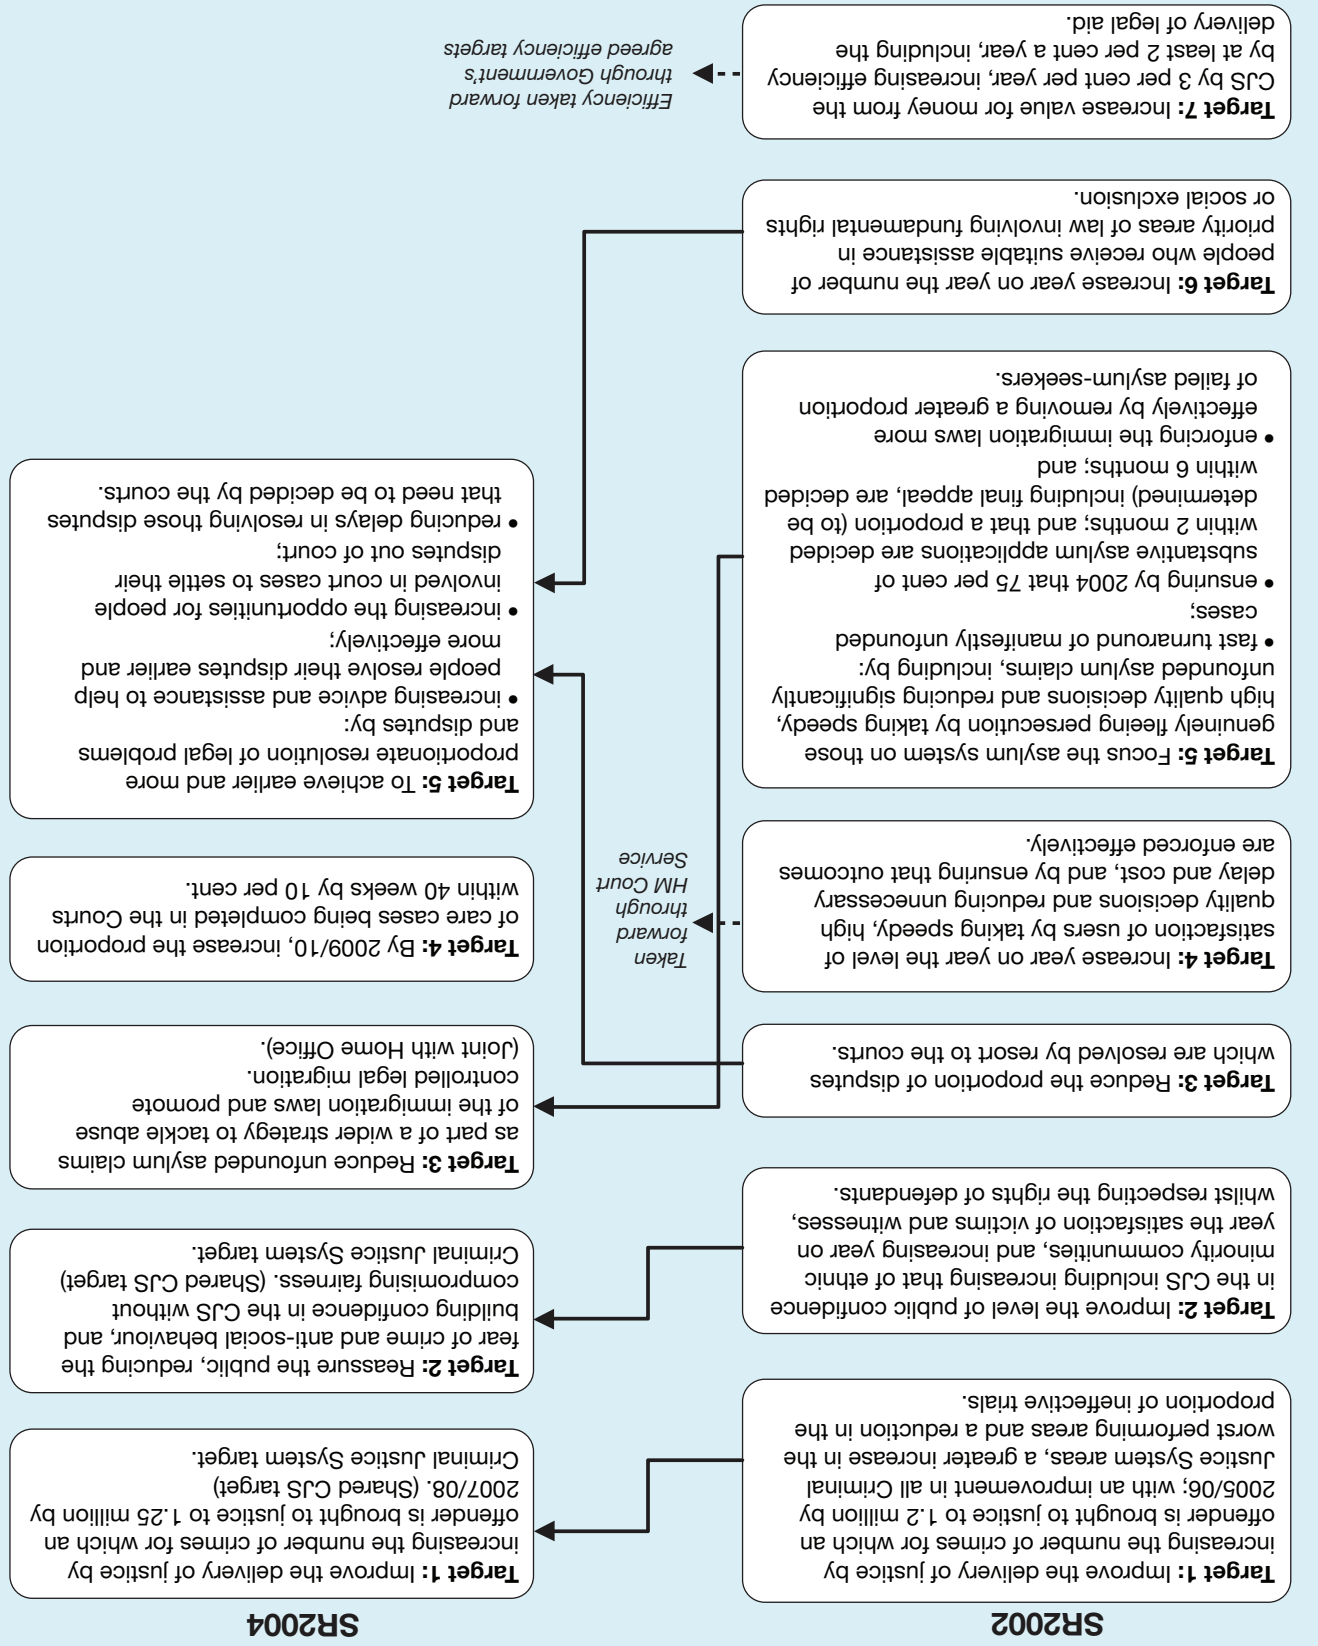 SR2002
Target 1: Improve the delivery of justice by
increasing the number of crimes for which an
offender is brought to justice to 1.2 million by
2005/06; with an improvement in all Criminal
Justice System areas, a greater increase in the
worst performing areas and a reduction in the
proportion of ineffective trials.
Target 2: Improve the level of public confidence
in the CJS including increasing that of ethnic
minority communities, and increasing year on
year the satisfaction of victims and witnesses,
whilst respecting the rights of defendants.
Target 3: Reduce the proportion of disputes
which are resolved by resort to the courts.
Target 4: Increase year on year the level of
satisfaction of users by taking speedy, high
quality decisions and reducing unnecessary
delay and cost, and by ensuring that outcomes
are enforced effectively.
Target 5: Focus the asylum system on those
genuinely fleeing persecution by taking speedy,
high quality decisions and reducing significantly
unfounded asylum claims, including by:
• fast turnaround of manifestly unfounded
cases;
• ensuring by 2004 that 75 per cent of
substantive asylum applications are decided
within 2 months; and that a proportion (to be
determined) including final appeal, are decided
within 6 months; and
• enforcing the immigration laws more
effectively by removing a greater proportion
of failed asylum-seekers.
Target 6: Increase year on year the number of
people who receive suitable assistance in
priority areas of law involving fundamental rights
or social exclusion.
Target 7: Increase value for money from the
CJS by 3 per cent per year, increasing efficiency
by at least 2 per cent a year, including the
delivery of legal aid.
Taken
forward
through
HM Court
Service
Efficiency taken forward
through Government's
agreed efficiency targets
SR2004
Target 1: Improve the delivery of justice by
increasing the number of crimes for which an
offender is brought to justice to 1.25 million by
2007/08. (Shared CJS target)
Criminal Justice System target.
Target 2: Reassure the public, reducing the
fear of crime and anti-social behaviour, and
building confidence in the CJS without
compromising fairness. (Shared CJS target)
Criminal Justice System target.
Target 3: Reduce unfounded asylum claims
as part of a wider strategy to tackle abuse
of the immigration laws and promote
controlled legal migration.
(Joint with Home Office).
Target 4: By 2009/10, increase the proportion
of care cases being completed in the Courts
within 40 weeks by 10 per cent.
Target 5: To achieve earlier and more
proportionate resolution of legal problems
and disputes by:
• increasing advice and assistance to help
people resolve their disputes earlier and
more effectively;
• increasing the opportunities for people
involved in court cases to settle their
disputes out of court;
• reducing delays in resolving those disputes
that need to be decided by the courts.